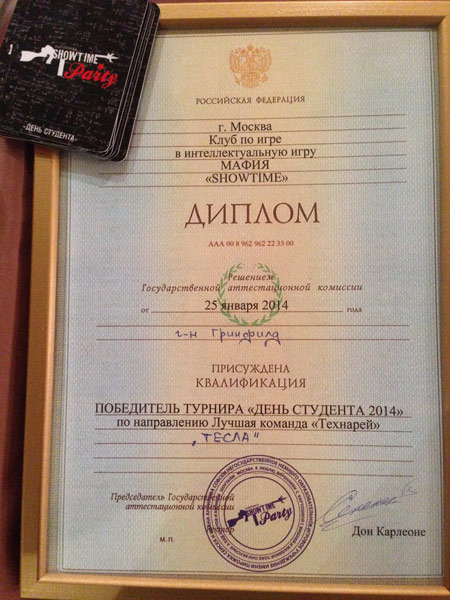 SHOWTIME
Party
«ДЕНЬ СТУДЕНТА»
РОССИЙСКАЯ ФЕДЕРАЦИЯ
г. Москва
Клуб по игре
в интеллектуальную игру
МАФИЯ
«SHOWTIME»
ДИПЛОМ
ААА 00 8 962 962 22 33 00
Решением
Государственной аттестационной комиссии
от 25 января 2014 года
г-н Гринфилд
ПРИСУЖДЕНА
КВАЛИФИКАЦИЯ
ПОБЕДИТЕЛЬ ТУРНИРА «ДЕНЬ СТУДЕНТА 2014»
по направлению Лучшая команда «Технарей»
„ТЕСЛА"
Председатель Государственной
аттестационной комиссии
SHOWTIME
Party
Дон Карлеоне
М.П.